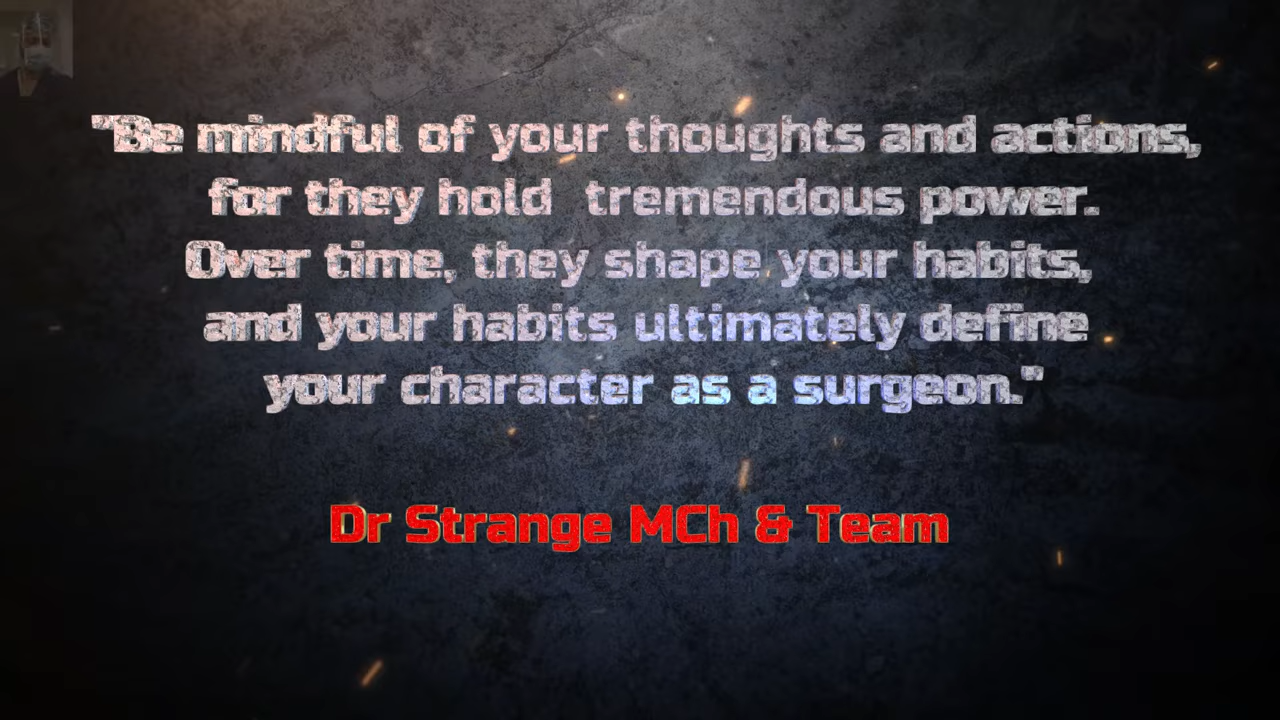 "Be mindful of your thoughts and actions,
for they hold tremendous power.
Over time, they shape your habits,
and your habits ultimately define
your character as a surgeon."
Dr Strange MCh & Team